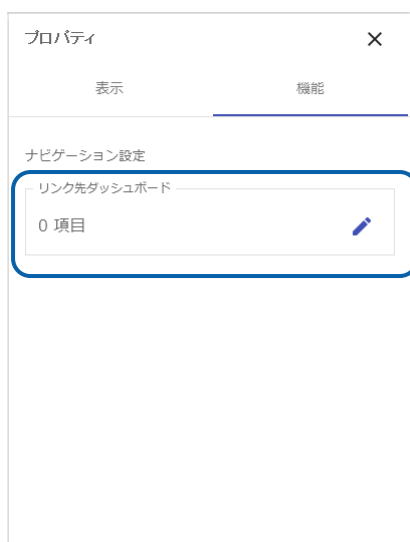 プロパティ
表示 機能
ナビゲーション設定
リンク先ダッシュボード
0 項目